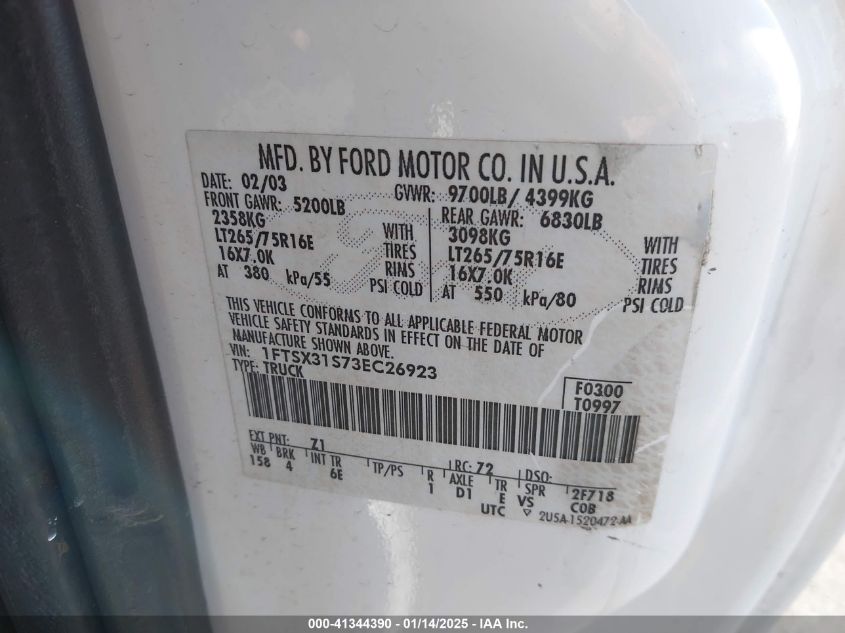 MFD. BY FORD MOTOR CO. IN U.S.A.
DATE: 02/03 GVWR: 9700LB/ 4399KG
FRONT GAWR: 5200LB REAR GAWR: 6830LB
2358KG WITH 3098KG WITH
LT265/75R16E TIRES LT265/75R16E TIRES
16X7.0K RIMS 16X7.0K RIMS
AT 380 kPa/55 PSI COLD AT 550 kPa/80 PSI COLD
THIS VEHICLE CONFORMS TO ALL APPLICABLE FEDERAL MOTOR
VEHICLE SAFETY STANDARDS IN EFFECT ON THE DATE OF
MANUFACTURE SHOWN ABOVE.
VIN: 1FTSX31S73EC26923
TYPE: TRUCK
F0300
T0997
EXT PNT: Z1 RC: 72 DSO:
WB BRK INT TR TP/PS R AXLE TR SPR 2F718
158 4 6E 1 D1 E VS COB
UTC ▽ 2USA-1520472-AA
000-41344390 - 01/14/2025 - IAA Inc.